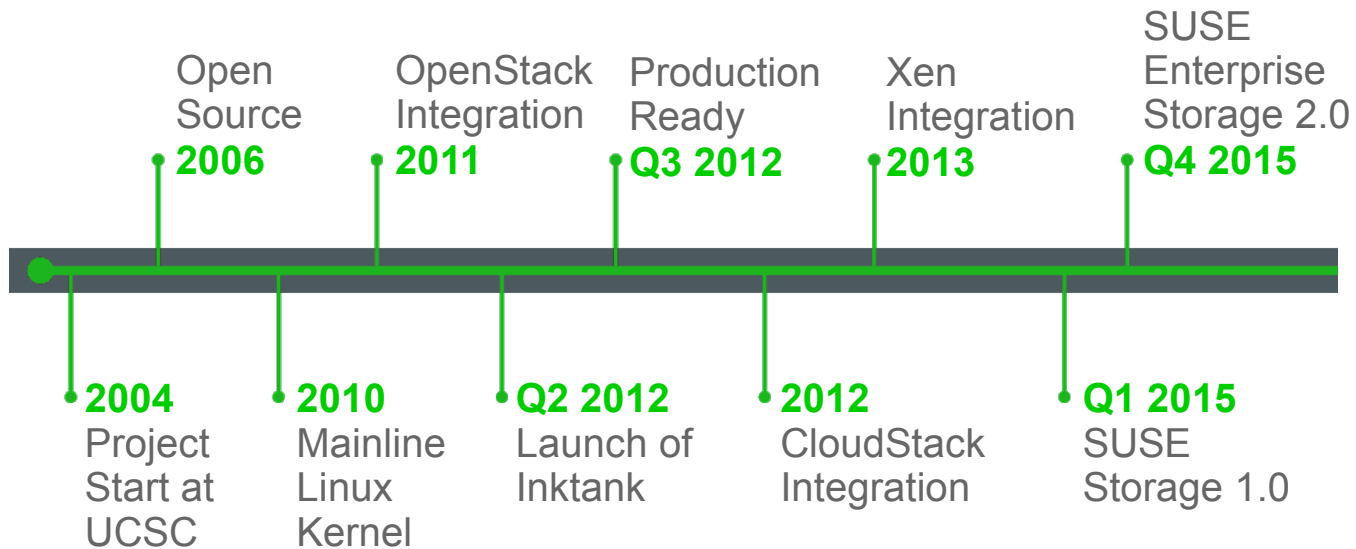 Open
Source
2006
OpenStack
Integration
2011
Production
Ready
Q3 2012
Xen
Integration
2013
SUSE
Enterprise
Storage 2.0
Q4 2015
2004
Project
Start at
UCSC
2010
Mainline
Linux
Kernel
Q2 2012
Launch of
Inktank
2012
CloudStack
Integration
Q1 2015
SUSE
Storage 1.0